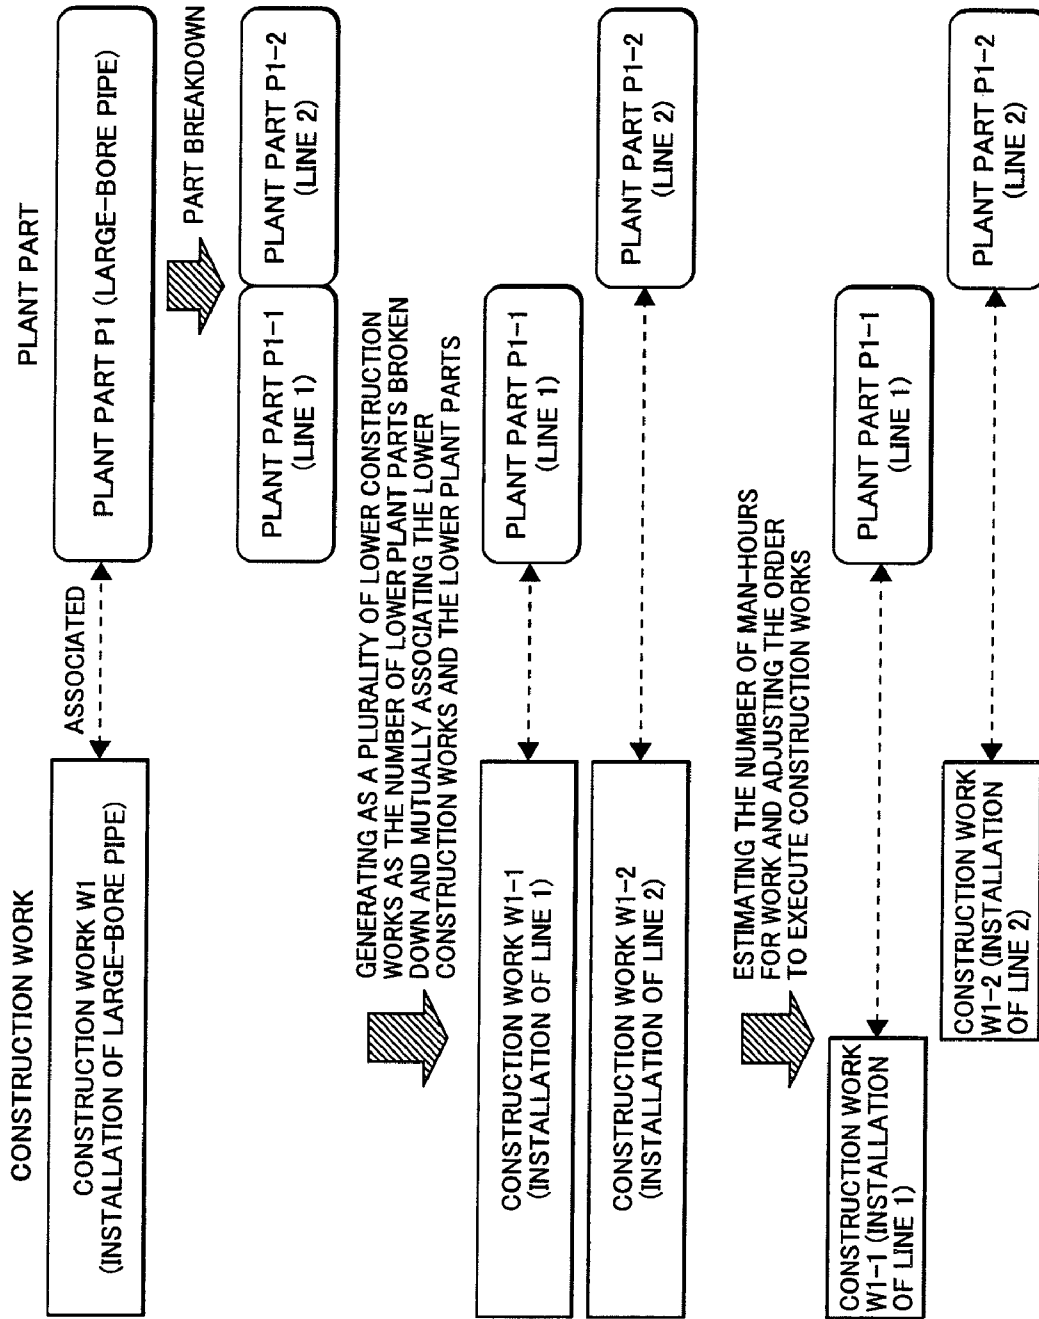 CONSTRUCTION WORK
PLANT PART
CONSTRUCTION WORK W1
(INSTALLATION OF LARGE-BORE PIPE)
ASSOCIATED
PLANT PART P1 (LARGE-BORE PIPE)
PART BREAKDOWN
PLANT PART P1-1
(LINE 1)
PLANT PART P1-2
(LINE 2)
GENERATING AS A PLURALITY OF LOWER CONSTRUCTION
WORKS AS THE NUMBER OF LOWER PLANT PARTS BROKEN
DOWN AND MUTUALLY ASSOCIATING THE LOWER
CONSTRUCTION WORKS AND THE LOWER PLANT PARTS
CONSTRUCTION WORK W1-1
(INSTALLATION OF LINE 1)
PLANT PART P1-1
(LINE 1)
CONSTRUCTION WORK W1-2
(INSTALLATION OF LINE 2)
PLANT PART P1-2
(LINE 2)
ESTIMATING THE NUMBER OF MAN-HOURS
FOR WORK AND ADJUSTING THE ORDER
TO EXECUTE CONSTRUCTION WORKS
CONSTRUCTION WORK
W1-1 (INSTALLATION
OF LINE 1)
PLANT PART P1-1
(LINE 1)
CONSTRUCTION WORK
W1-2 (INSTALLATION
OF LINE 2)
PLANT PART P1-2
(LINE 2)